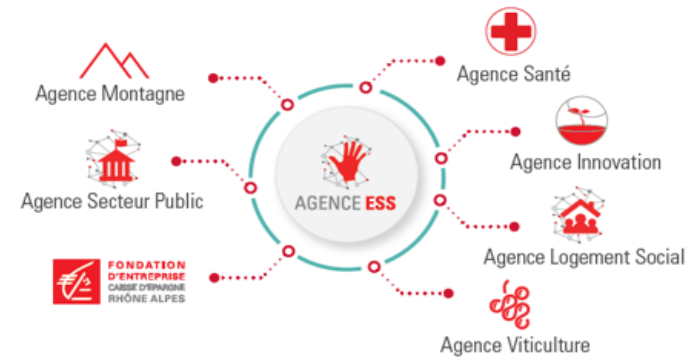 Agence Montagne
Agence Santé
Agence Secteur Public
AGENCE ESS
Agence Innovation
FONDATION
D'ENTREPRISE
CAISSE D'EPARGNE
RHÔNE ALPES
Agence Logement Social
Agence Viticulture